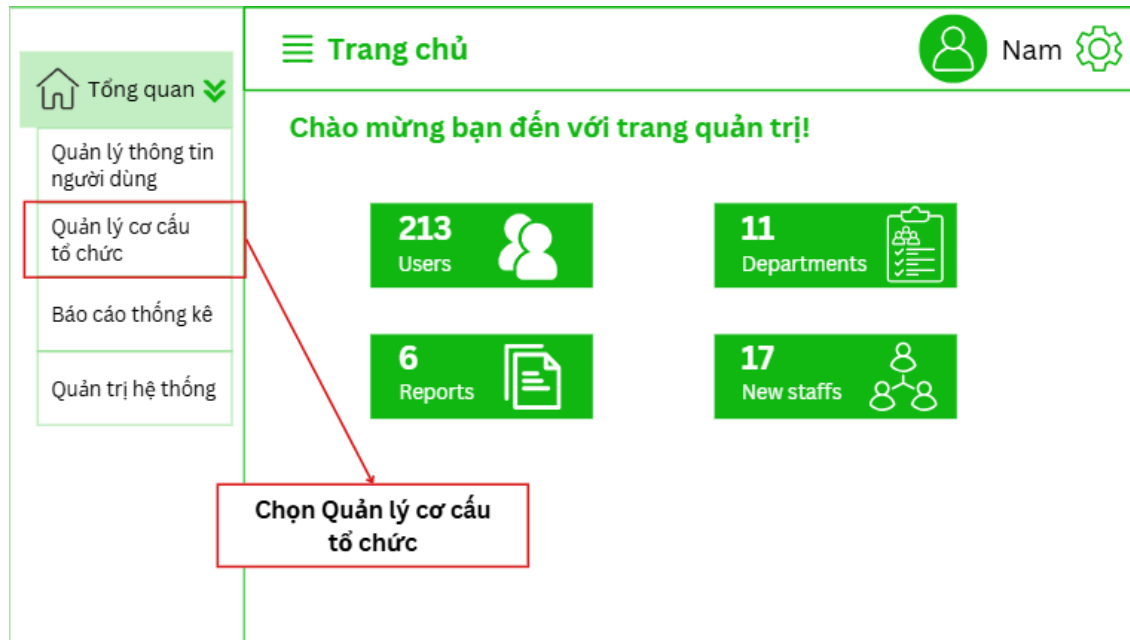 Trang chủ
Nam
Tổng quan
Chào mừng bạn đến với trang quản trị!
Quản lý thông tin
người dùng
Quản lý cơ cấu
tổ chức
Báo cáo thống kê
Quản trị hệ thống
213
Users
11
Departments
6
Reports
17
New staffs
Chọn Quản lý cơ cấu
tổ chức